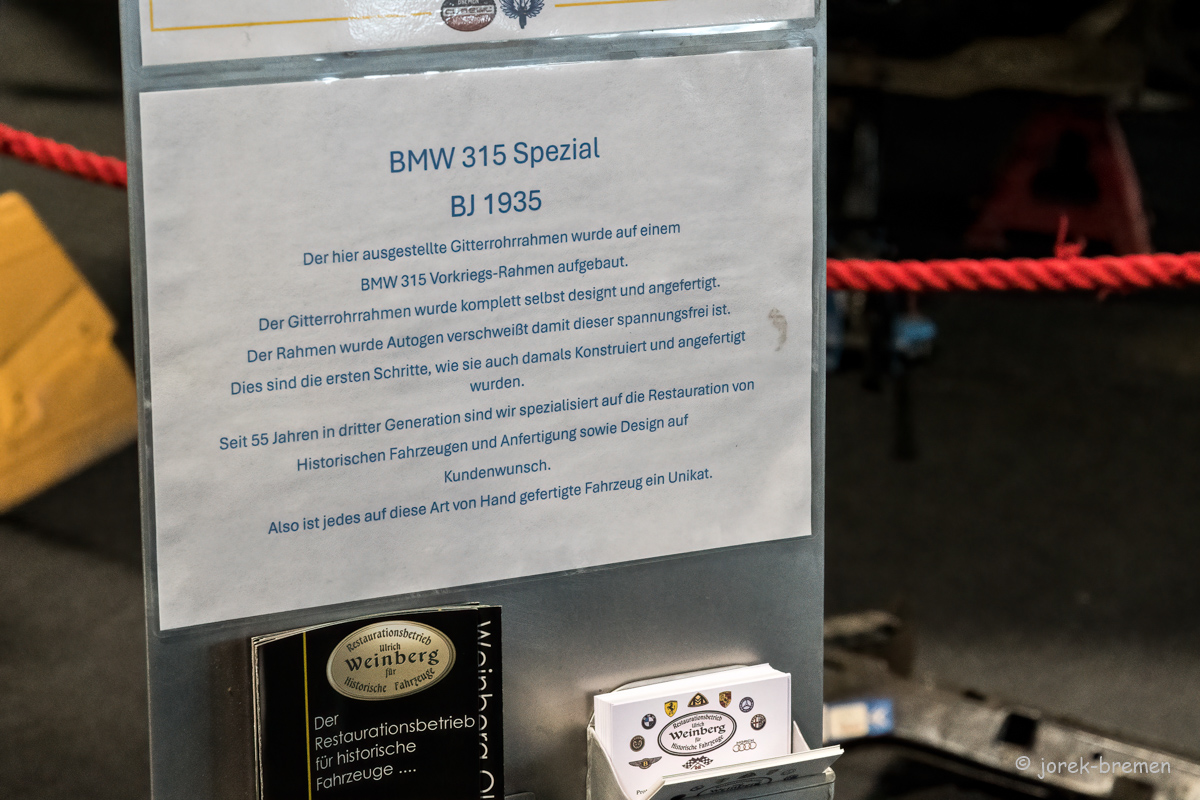 BMW 315 Spezial
BJ 1935
Der hier ausgestellte Gitterrohrrahmen wurde auf einem
BMW 315 Vorkriegs-Rahmen aufgebaut.
Der Gitterrohrrahmen wurde komplett selbst designt und angefertigt.
Der Rahmen wurde Autogen verschweißt damit dieser spannungsfrei ist.
Dies sind die ersten Schritte, wie sie auch damals Konstruiert und angefertigt
wurden.
Seit 55 Jahren in dritter Generation sind wir spezialisiert auf die Restauration von
Historischen Fahrzeugen und Anfertigung sowie Design auf
Kundenwunsch.
Also ist jedes auf diese Art von Hand gefertigte Fahrzeug ein Unikat.
Restaurationsbetrieb
Ulrich
Weinberg
für
Historische Fahrzeuge
Der
Restaurationsbetrieb
für historische
Fahrzeuge ....
Weinberg
Restaurationsbetrieb
Ulrich
Weinberg
für
Historische Fahrzeuge
© jorek-bremen